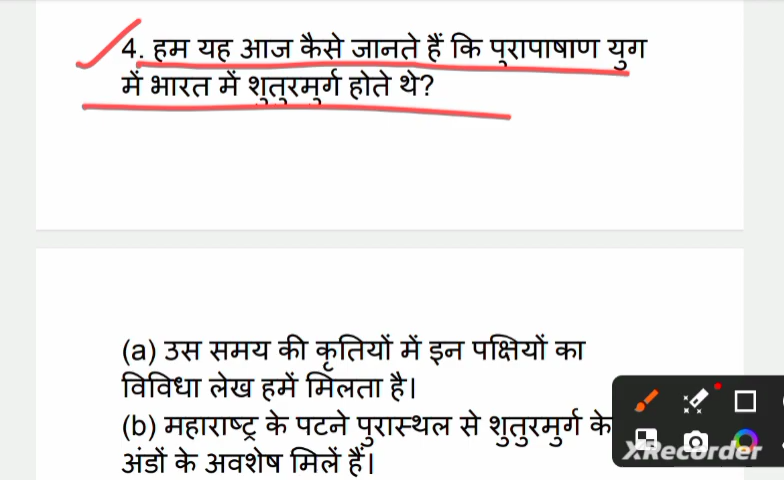 4. हम यह आज कैसे जानते हैं कि पुरापाषाण युग
में भारत में शुतुरमुर्ग होते थे?
(a) उस समय की कृतियों में इन पक्षियों का
विविधा लेख हमें मिलता है।
(b) महाराष्ट्र के पटने पुरास्थल से शुतुरमुर्ग के
अंडों के अवशेष मिलें हैं।
XRecorder